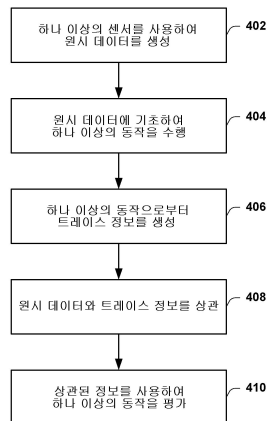 하나 이상의 센서를 사용하여
원시 데이터를 생성
402
원시 데이터에 기초하여
하나 이상의 동작을 수행
404
하나 이상의 동작으로부터
트레이스 정보를 생성
406
원시 데이터와 트레이스 정보를 상관
408
상관된 정보를 사용하여
하나 이상의 동작을 평가
410